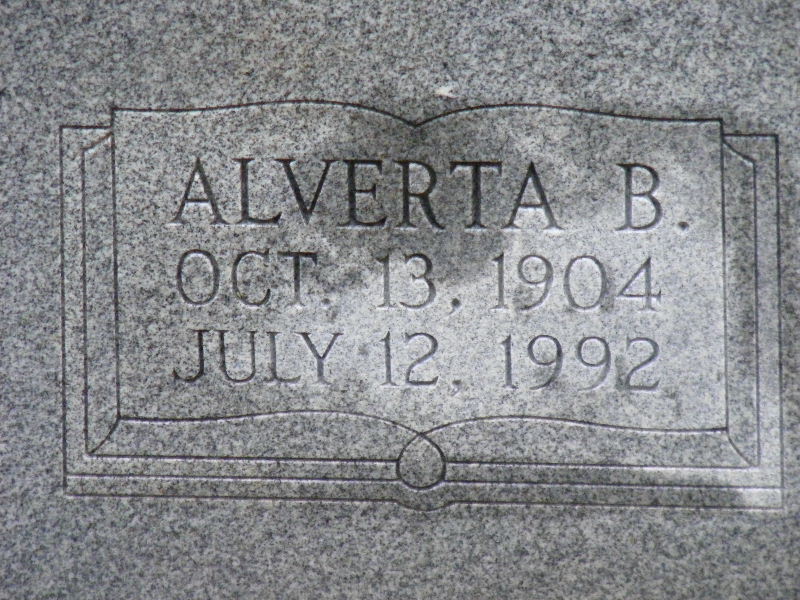 ALVERTA B.
OCT. 13, 1904
JULY 12, 1992